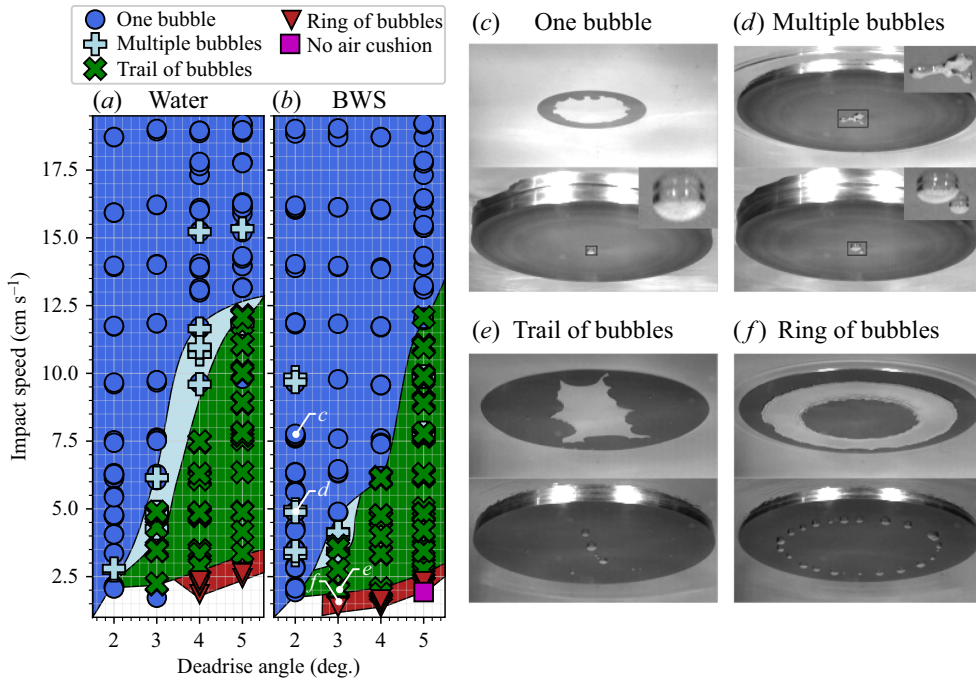 One bubble
Multiple bubbles
Trail of bubbles
Ring of bubbles
No air cushion
(a) Water
(b) BWS
17.5
15.0
12.5
10.0
7.5
5.0
2.5
Impact speed (cm s⁻¹)
c
d
e
f
2 3 4 5
2 3 4 5
Deadrise angle (deg.)
(c) One bubble
(d) Multiple bubbles
(e) Trail of bubbles
(f) Ring of bubbles